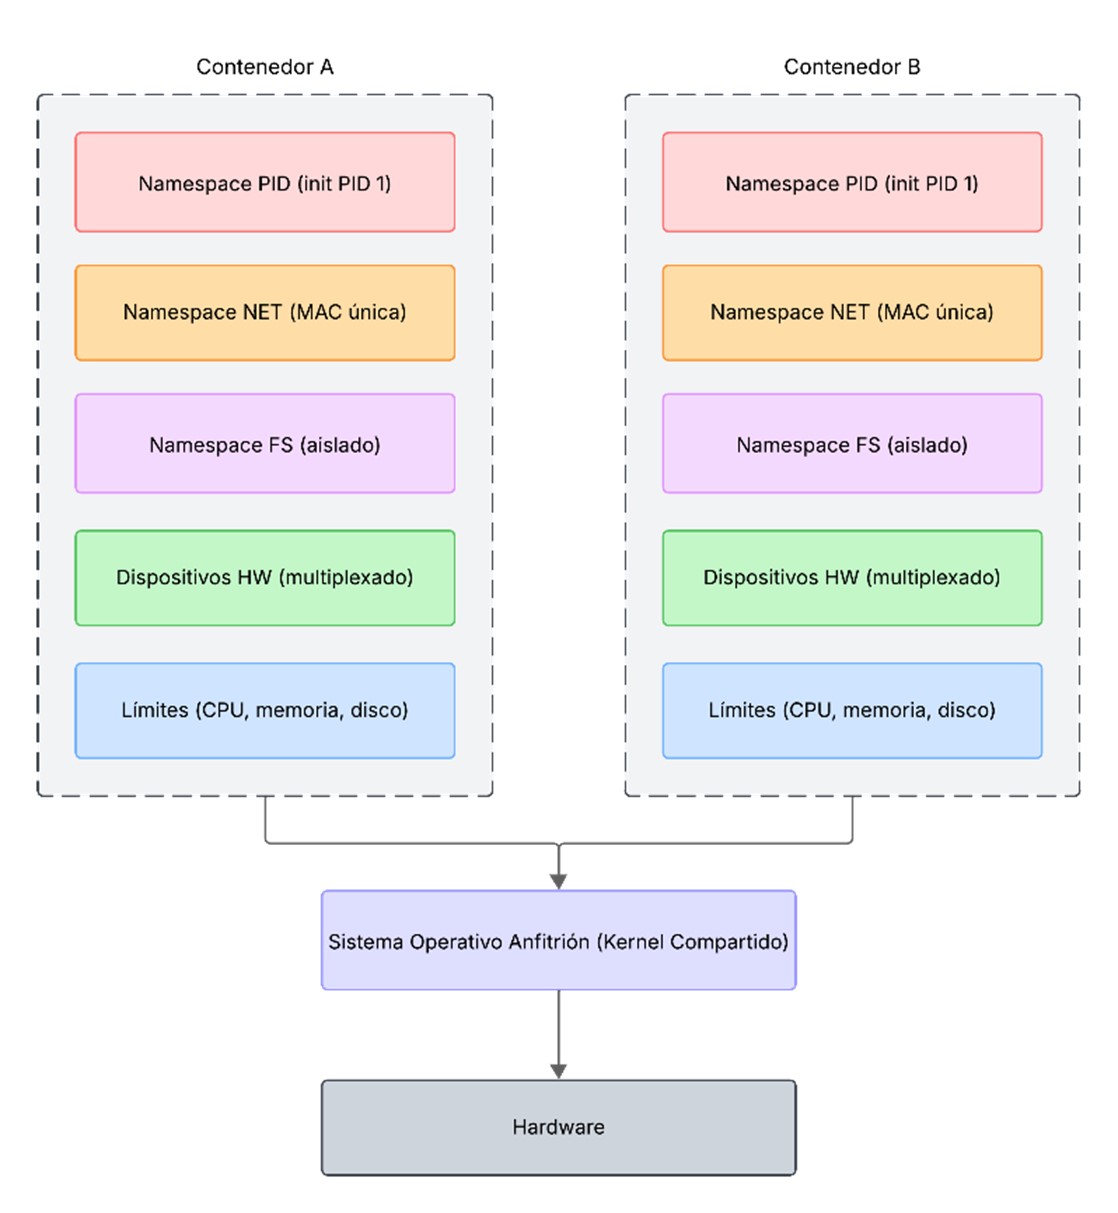 Contenedor A
Contenedor B
Namespace PID (init PID 1)
Namespace PID (init PID 1)
Namespace NET (MAC única)
Namespace NET (MAC única)
Namespace FS (aislado)
Namespace FS (aislado)
Dispositivos HW (multiplexado)
Dispositivos HW (multiplexado)
Límites (CPU, memoria, disco)
Límites (CPU, memoria, disco)
Sistema Operativo Anfitrión (Kernel Compartido)
Hardware